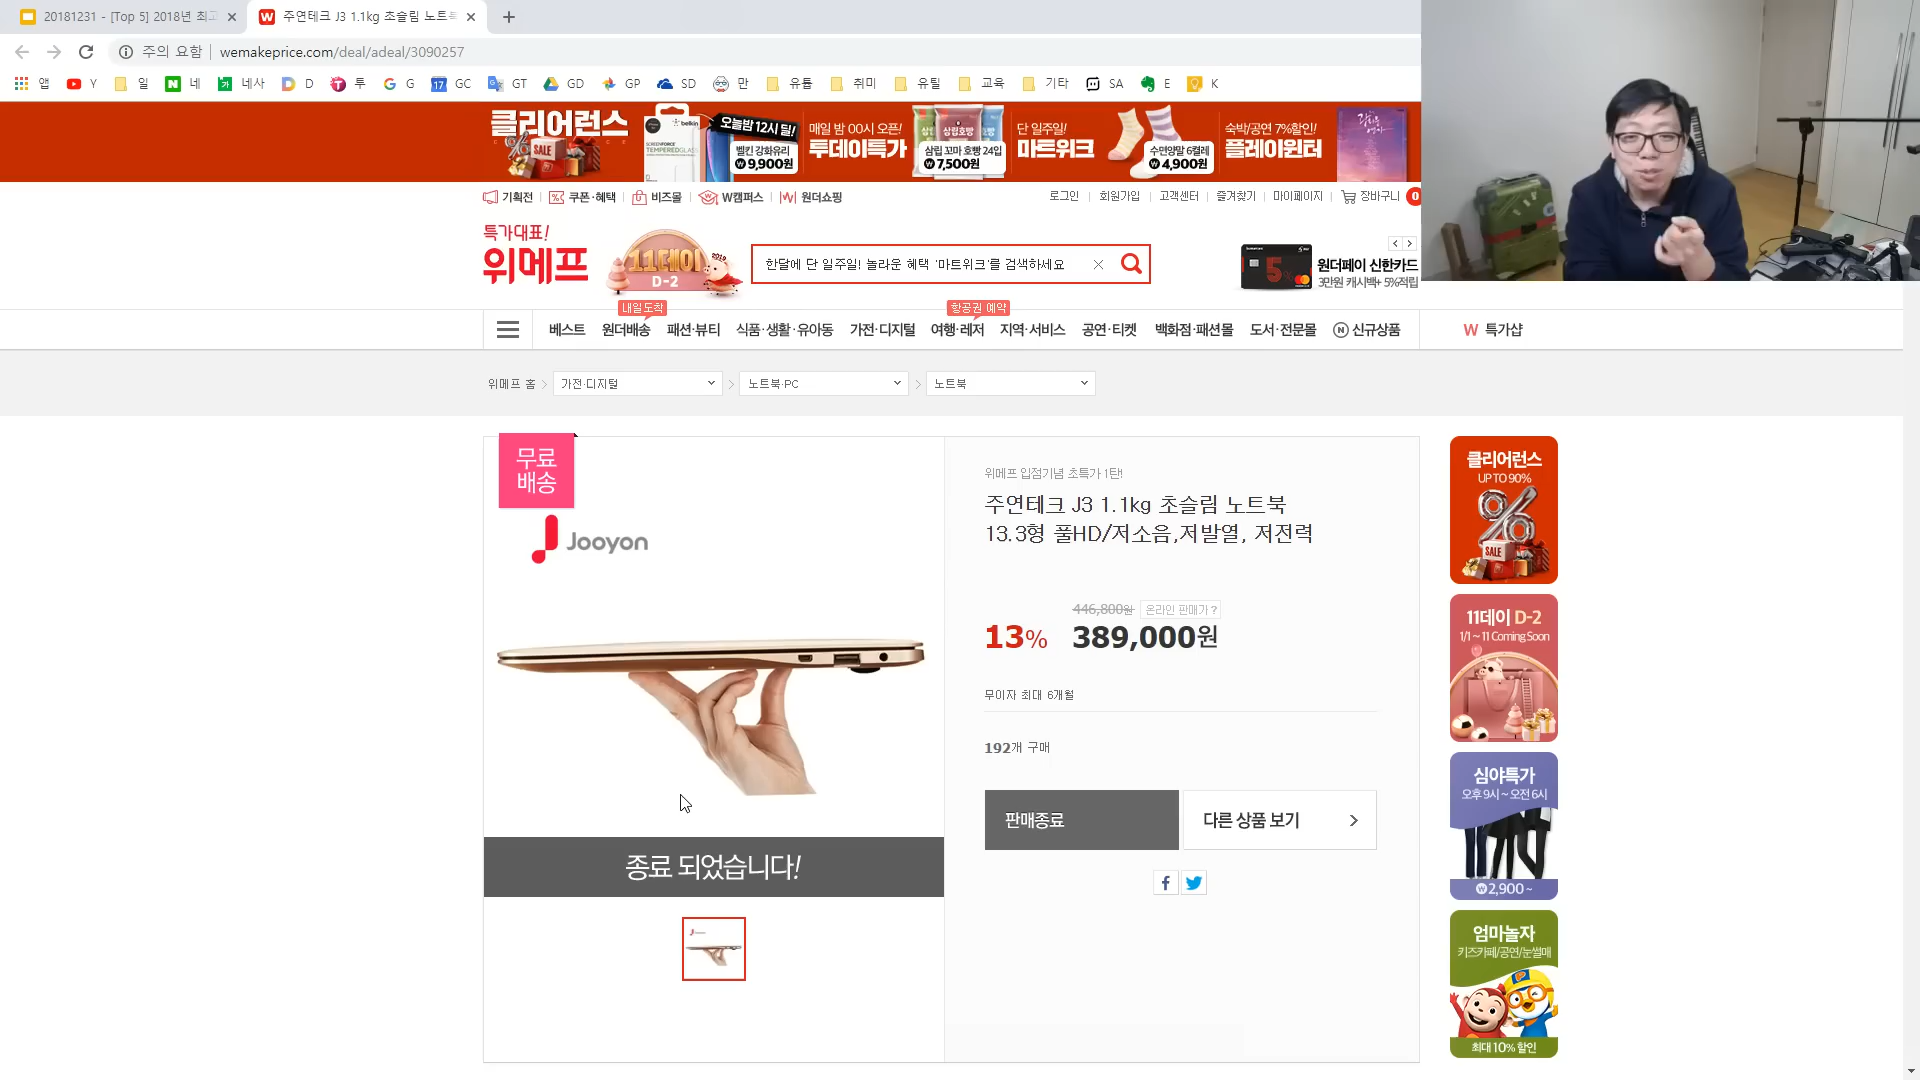 20181231 - [Top 5] 2018년 최고
주연테크 J3 1.1kg 초슬림 노트북
주의 요함
wemakeprice.com/deal/adeal/3090257
앱
Y
일
네
네사
D
투
G
GC
GT
GD
GP
SD
만
유튭
취미
유틸
교육
기타
SA
E
K
클리어런스
SALE
belkin
오늘밤 12시 딜!
벨킨 강화유리
9,900원
매일 밤 00시 오픈!
투데이특가
삼립호빵
삼립 꼬마 호빵 24입
7,500원
단 일주일!
마트위크
수면양말 6켤레
4,900원
숙박/공연 7%할인!
플레이윈터
기획전
쿠폰·혜택
비즈몰
W캠퍼스
원더쇼핑
로그인
회원가입
고객센터
즐겨찾기
마이페이지
장바구니
0
특가대표!
위메프
11데이
D-2
2019
한달에 단 일주일! 놀라운 혜택 '마트위크'를 검색하세요
5%
원더페이 신한카드
3만원 캐시백+ 5%적립
내일도착
항공권 예약
베스트
원더배송
패션·뷰티
식품·생활·유아동
가전·디지털
여행·레저
지역·서비스
공연·티켓
백화점·패션몰
도서·전문몰
N 신규상품
W 특가샵
위메프 홈
가전·디지털
노트북·PC
노트북
무료
배송
Jooyon
종료 되었습니다!
위메프 입점기념 초특가 1탄!
주연테크 J3 1.1kg 초슬림 노트북
13.3형 풀HD/저소음,저발열, 저전력
446,800원
온라인 판매가 ?
13%
389,000원
무이자 최대 6개월
192개 구매
판매종료
다른 상품 보기
클리어런스
UP TO 90%
SALE
11데이 D-2
1/1 ~ 11 Coming Soon
심야특가
오후 9시 ~ 오전 6시
2,900 ~
엄마놀자
키즈카페/공연/눈썰매
최대 10% 할인